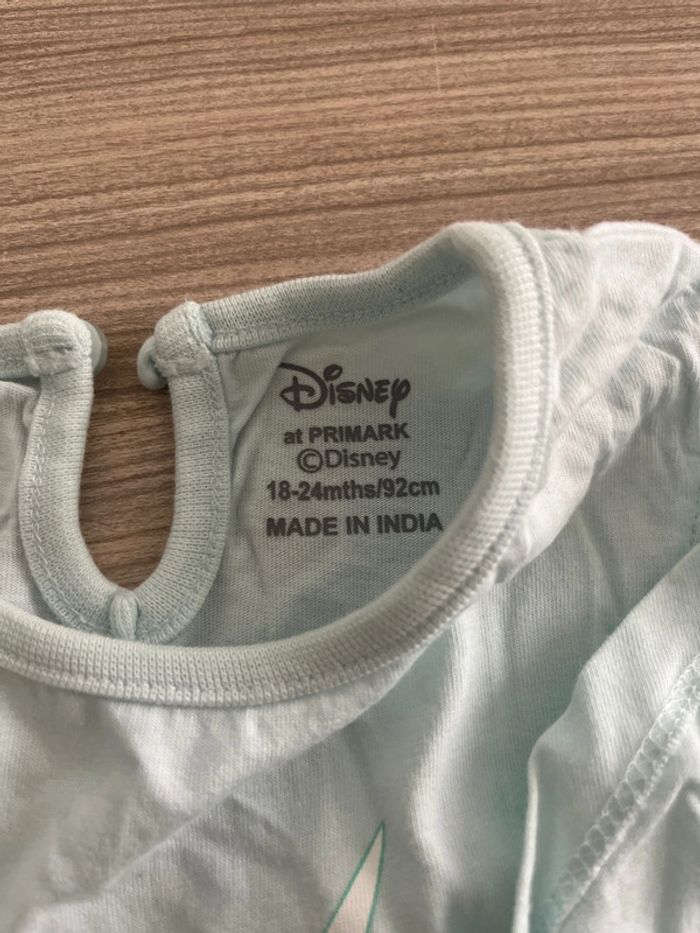 Disney
at PRIMARK
©Disney
18-24mths/92cm
MADE IN INDIA